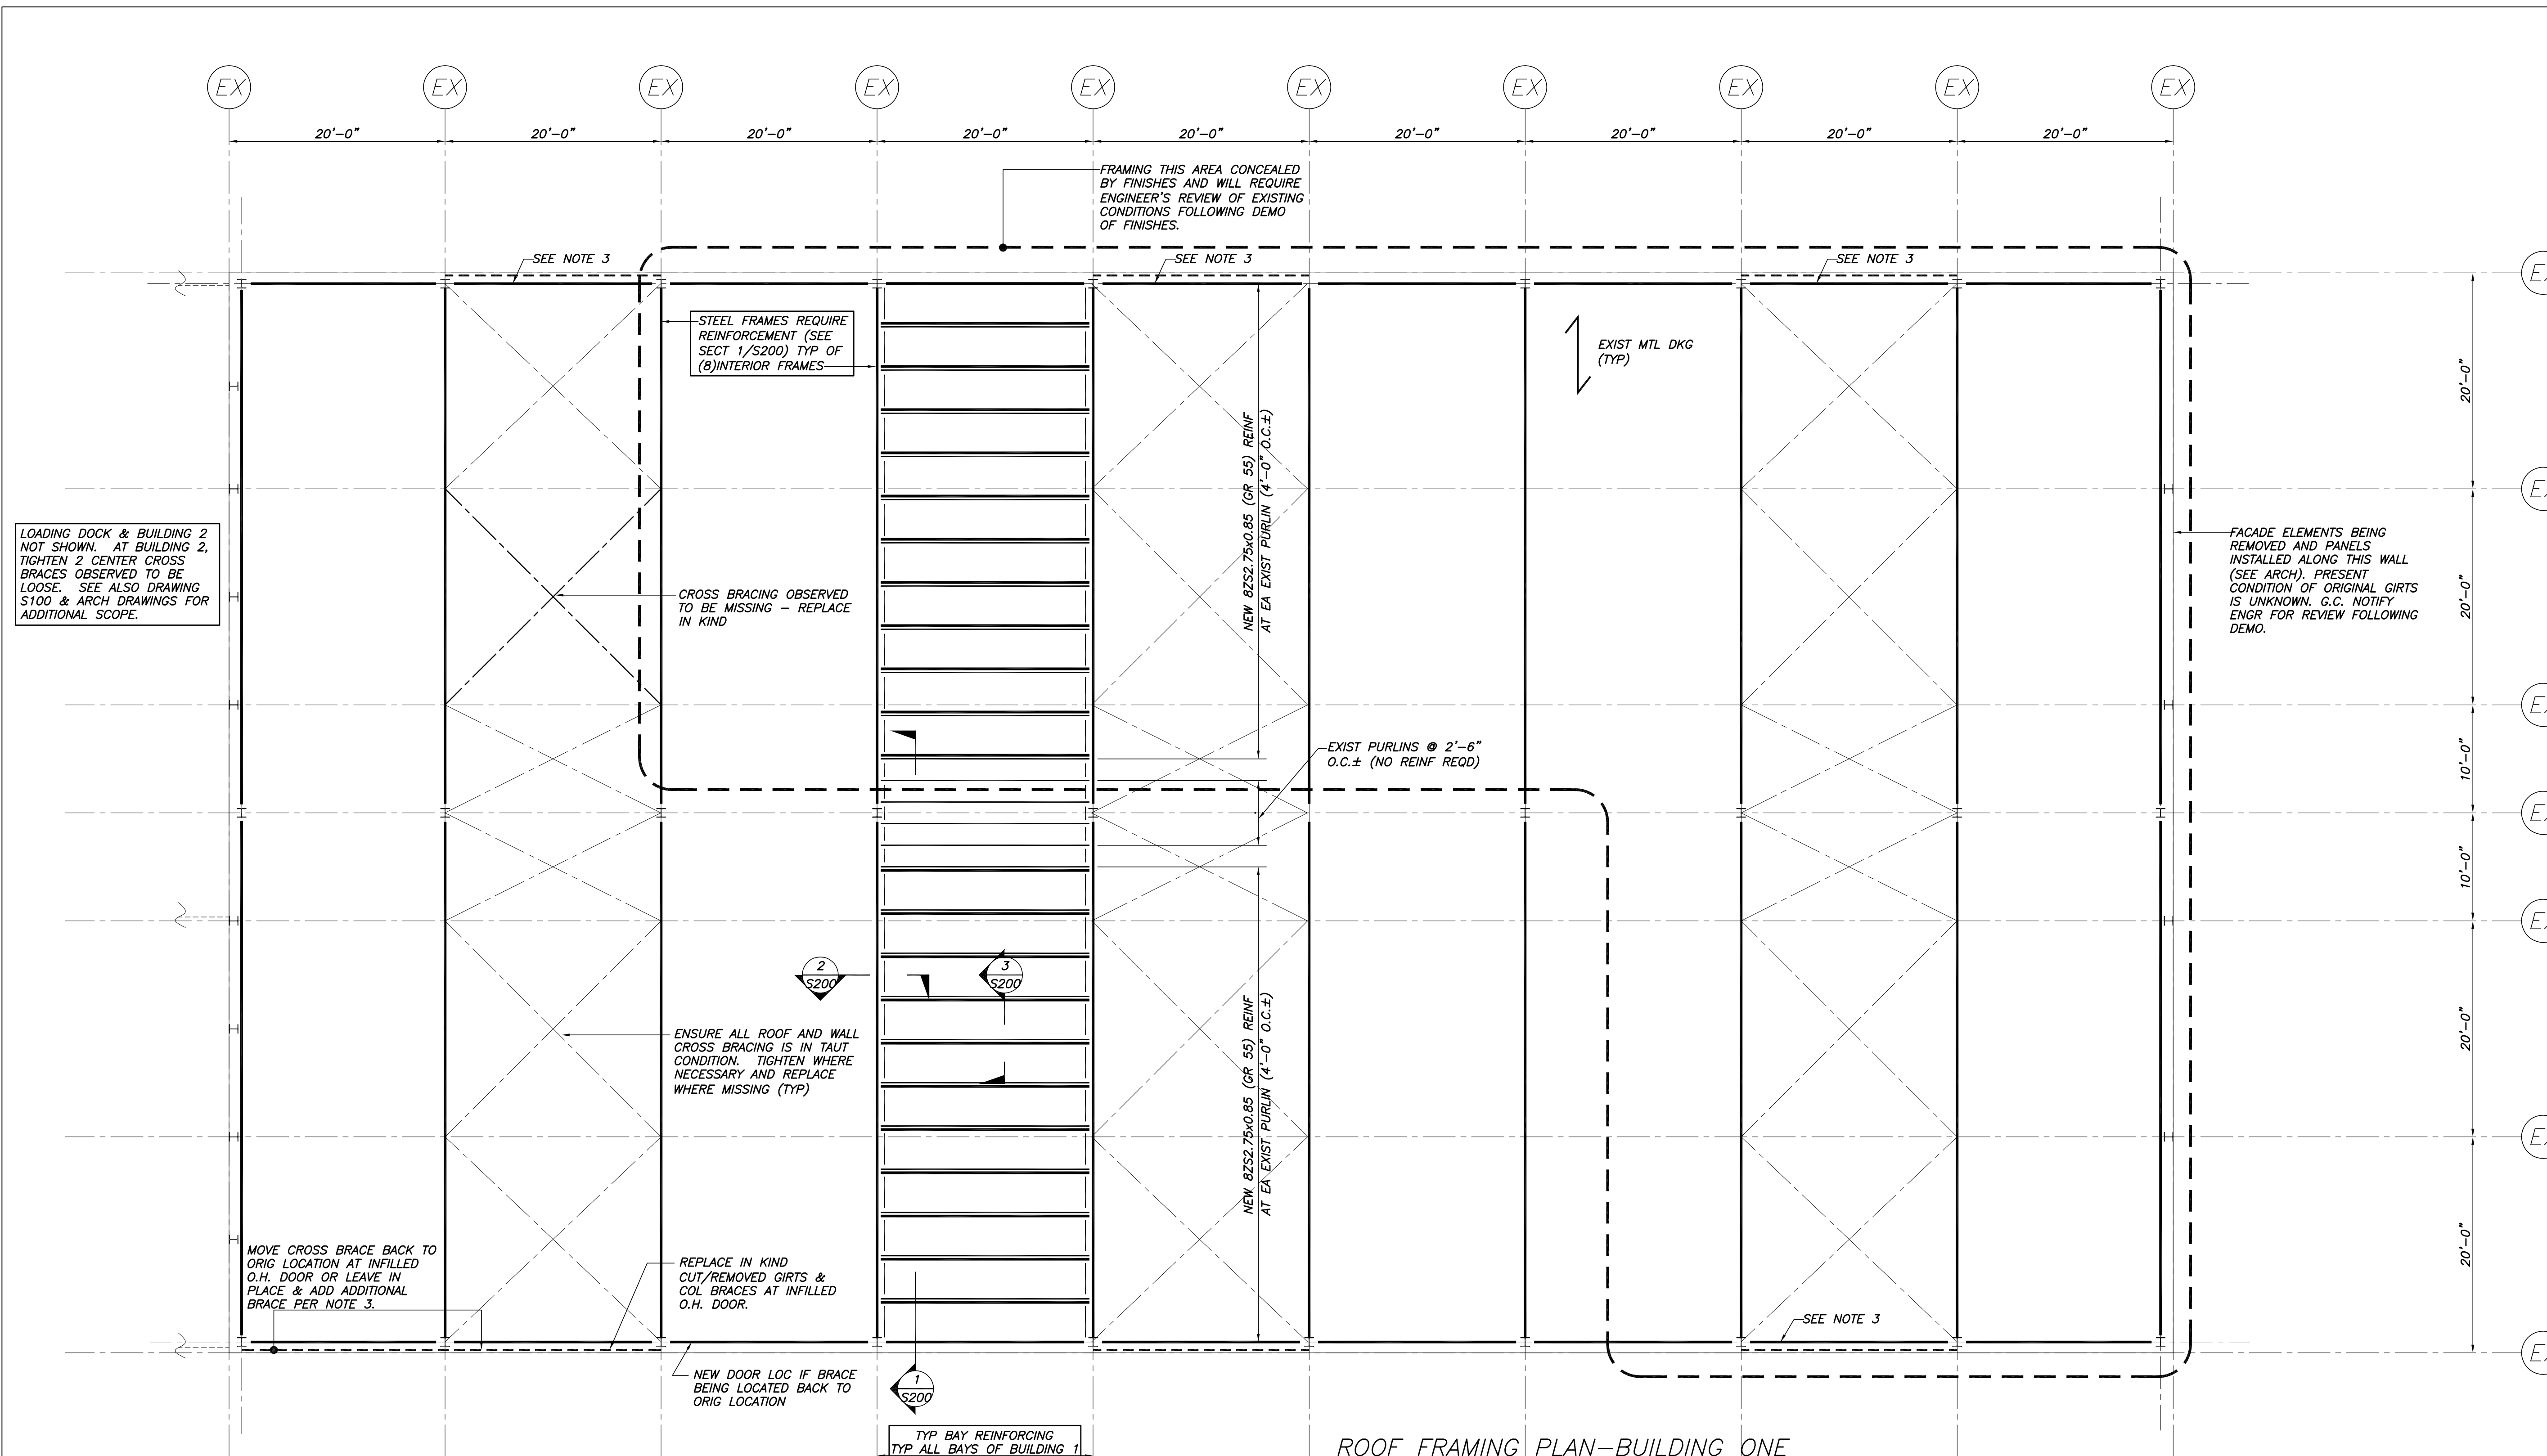 EX EX EX EX EX EX EX EX EX EX
20'-0" 20'-0" 20'-0" 20'-0" 20'-0" 20'-0" 20'-0" 20'-0" 20'-0"
FRAMING THIS AREA CONCEALED
BY FINISHES AND WILL REQUIRE
ENGINEER'S REVIEW OF EXISTING
CONDITIONS FOLLOWING DEMO
OF FINISHES.
SEE NOTE 3
SEE NOTE 3
SEE NOTE 3
STEEL FRAMES REQUIRE
REINFORCEMENT (SEE
SECT 1/S200) TYP OF
(8)INTERIOR FRAMES
EXIST MTL DKG
(TYP)
20'-0"
NEW 8ZS2.75x0.85 (GR 55) REINF
AT EA EXIST PURLIN (4'-0" O.C.±)
LOADING DOCK & BUILDING 2
NOT SHOWN. AT BUILDING 2,
TIGHTEN 2 CENTER CROSS
BRACES OBSERVED TO BE
LOOSE. SEE ALSO DRAWING
S100 & ARCH DRAWINGS FOR
ADDITIONAL SCOPE.
CROSS BRACING OBSERVED
TO BE MISSING – REPLACE
IN KIND
FACADE ELEMENTS BEING
REMOVED AND PANELS
INSTALLED ALONG THIS WALL
(SEE ARCH). PRESENT
CONDITION OF ORIGINAL GIRTS
IS UNKNOWN. G.C. NOTIFY
ENGR FOR REVIEW FOLLOWING
DEMO.
20'-0"
EXIST PURLINS @ 2'-6"
O.C.± (NO REINF REQD)
10'-0"
10'-0"
2
S200
3
S200
ENSURE ALL ROOF AND WALL
CROSS BRACING IS IN TAUT
CONDITION. TIGHTEN WHERE
NECESSARY AND REPLACE
WHERE MISSING (TYP)
NEW 8ZS2.75x0.85 (GR 55) REINF
AT EA EXIST PURLIN (4'-0" O.C.±)
20'-0"
20'-0"
MOVE CROSS BRACE BACK TO
ORIG LOCATION AT INFILLED
O.H. DOOR OR LEAVE IN
PLACE & ADD ADDITIONAL
BRACE PER NOTE 3.
REPLACE IN KIND
CUT/REMOVED GIRTS &
COL BRACES AT INFILLED
O.H. DOOR.
SEE NOTE 3
NEW DOOR LOC IF BRACE
BEING LOCATED BACK TO
ORIG LOCATION
1
S200
TYP BAY REINFORCING
TYP ALL BAYS OF BUILDING 1
ROOF FRAMING PLAN–BUILDING ONE